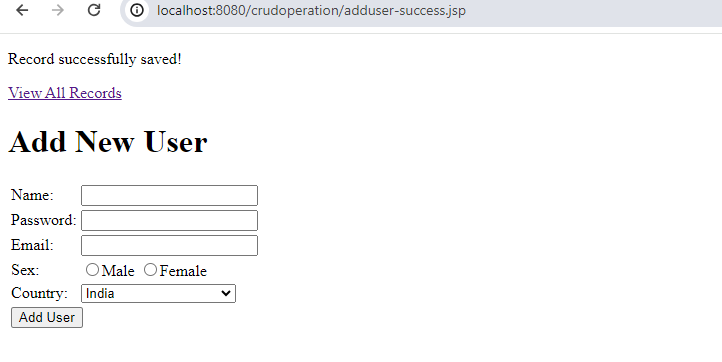 localhost:8080/crudoperation/adduser-success.jsp
Record successfully saved!
View All Records
Add New User
Name:
Password:
Email:
Sex: Male Female
Country: India
Add User